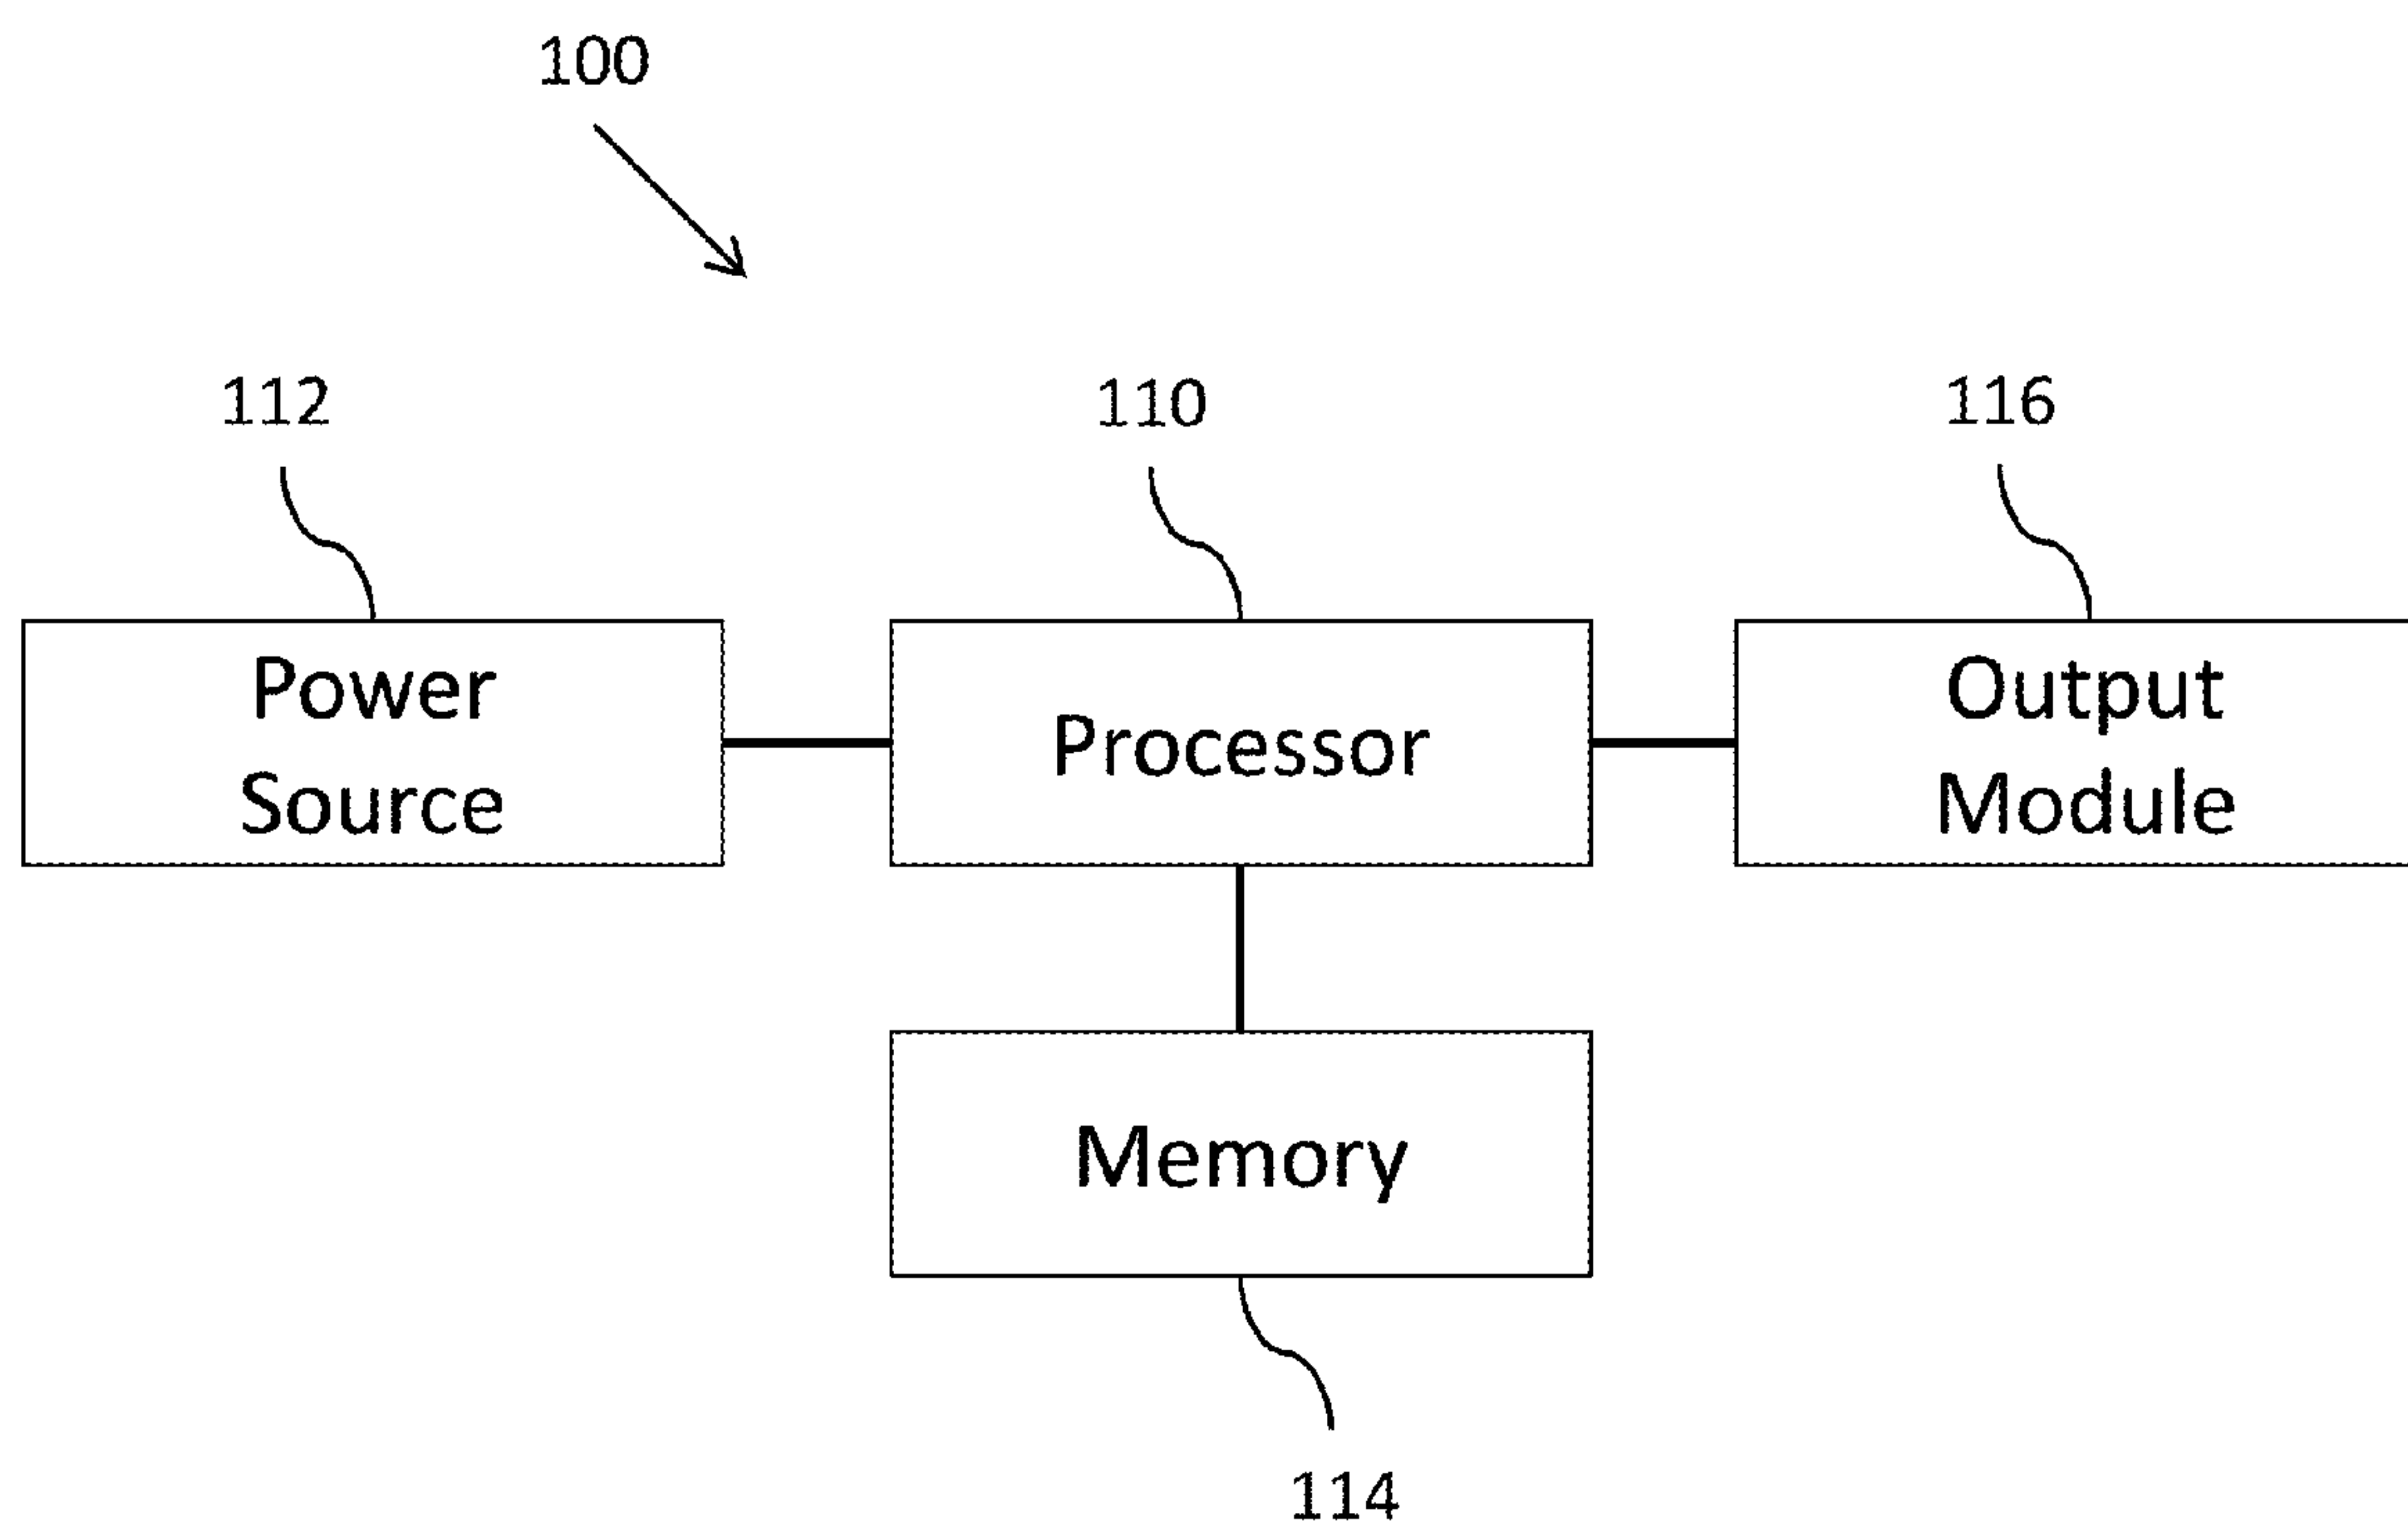 100
112
110
116
Power
Source
Processor
Output
Module
Memory
114